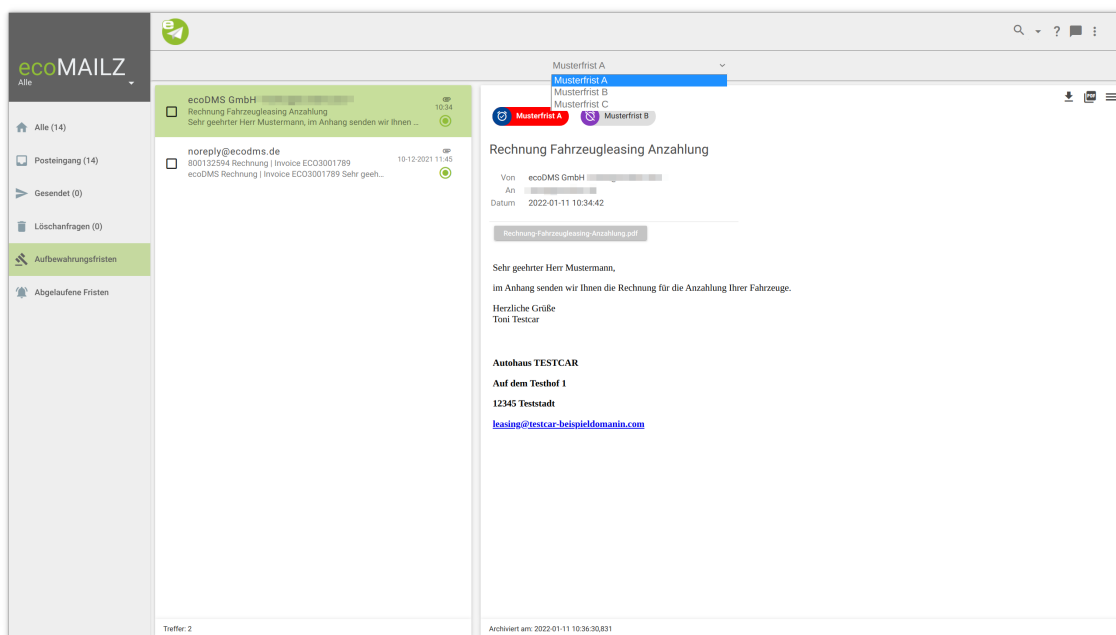 ecoMAILZ
Alle
Alle (14)
Posteingang (14)
Gesendet (0)
Löschanfragen (0)
Aufbewahrungsfristen
Abgelaufene Fristen
e
?
Musterfrist A
Musterfrist A
Musterfrist B
Musterfrist C
ecoDMS GmbH
10:34
Rechnung Fahrzeugleasing Anzahlung
Sehr geehrter Herr Mustermann, im Anhang senden wir Ihnen ...
noreply@ecodms.de
800132594 Rechnung | Invoice ECO3001789
10-12-2021 11:45
ecoDMS Rechnung | Invoice ECO3001789 Sehr geeh...
Treffer: 2
PDF
Musterfrist A
Musterfrist B
Rechnung Fahrzeugleasing Anzahlung
Von ecoDMS GmbH
An
Datum 2022-01-11 10:34:42
Rechnung-Fahrzeugleasing-Anzahlung.pdf
Sehr geehrter Herr Mustermann,
im Anhang senden wir Ihnen die Rechnung für die Anzahlung Ihrer Fahrzeuge.
Herzliche Grüße
Toni Testcar
Autohaus TESTCAR
Auf dem Testhof 1
12345 Teststadt
leasing@testcar-beispieldomanin.com
Archiviert am: 2022-01-11 10:36:30,831